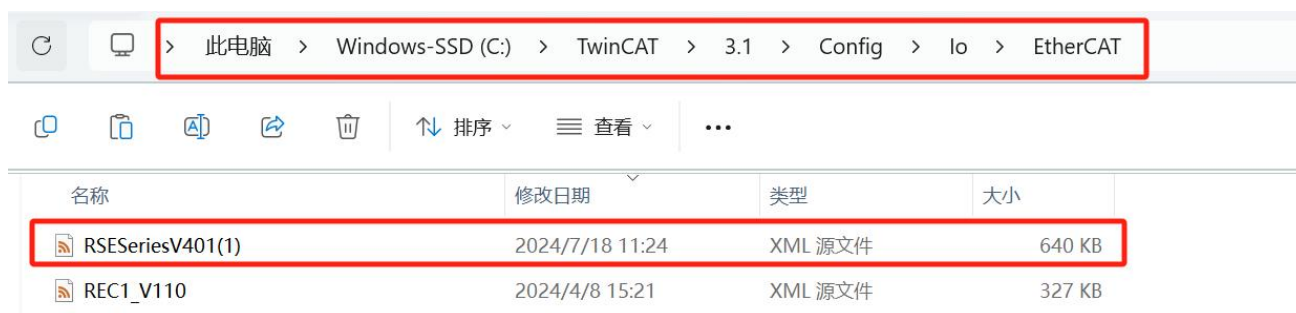 > 此电脑 > Windows-SSD (C:) > TwinCAT > 3.1 > Config > Io > EtherCAT
排序 查看 •••
名称 修改日期 类型 大小
RSESeriesV401(1) 2024/7/18 11:24 XML 源文件 640 KB
REC1_V110 2024/4/8 15:21 XML 源文件 327 KB